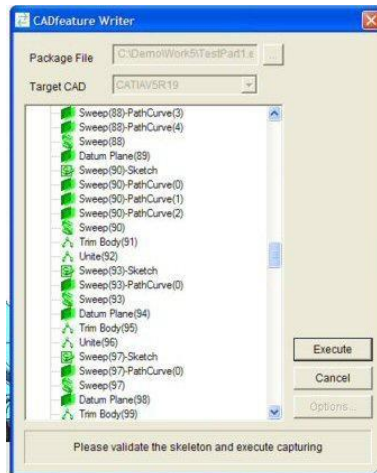 CADfeature Writer
Package File C:\Demo\Work5\TestPart1.e ...
Target CAD CATIAV5R19
Sweep(88)-PathCurve(3)
Sweep(88)-PathCurve(4)
Sweep(88)
Datum Plane(89)
Sweep(90)-Sketch
Sweep(90)-PathCurve(0)
Sweep(90)-PathCurve(1)
Sweep(90)-PathCurve(2)
Sweep(90)
Trim Body(91)
Unite(92)
Sweep(93)-Sketch
Sweep(93)-PathCurve(0)
Sweep(93)
Datum Plane(94)
Trim Body(95)
Unite(96)
Sweep(97)-Sketch
Sweep(97)-PathCurve(0)
Sweep(97)
Datum Plane(98)
Trim Body(99)
Execute
Cancel
Options...
Please validate the skeleton and execute capturing